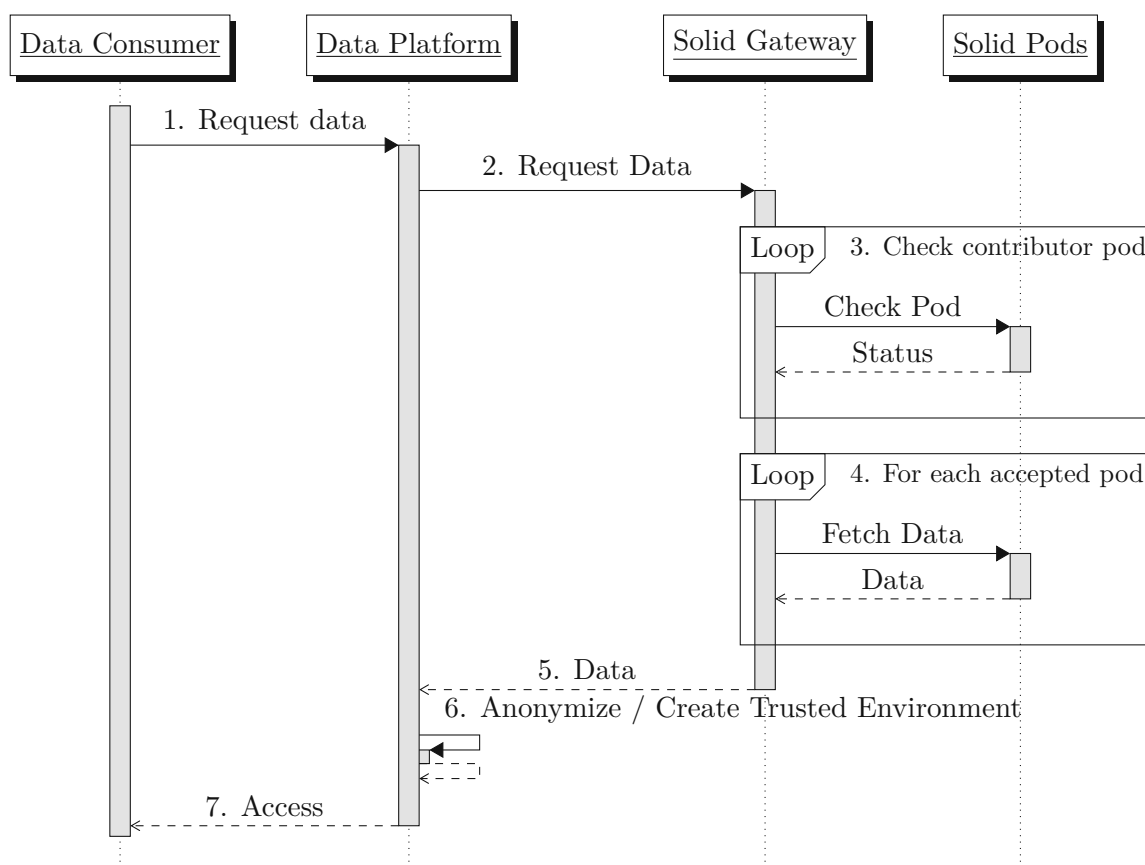 Data Consumer
Data Platform
Solid Gateway
Solid Pods
1. Request data
2. Request Data
Loop
3. Check contributor pod
Check Pod
Status
Loop
4. For each accepted pod
Fetch Data
Data
5. Data
6. Anonymize / Create Trusted Environment
7. Access